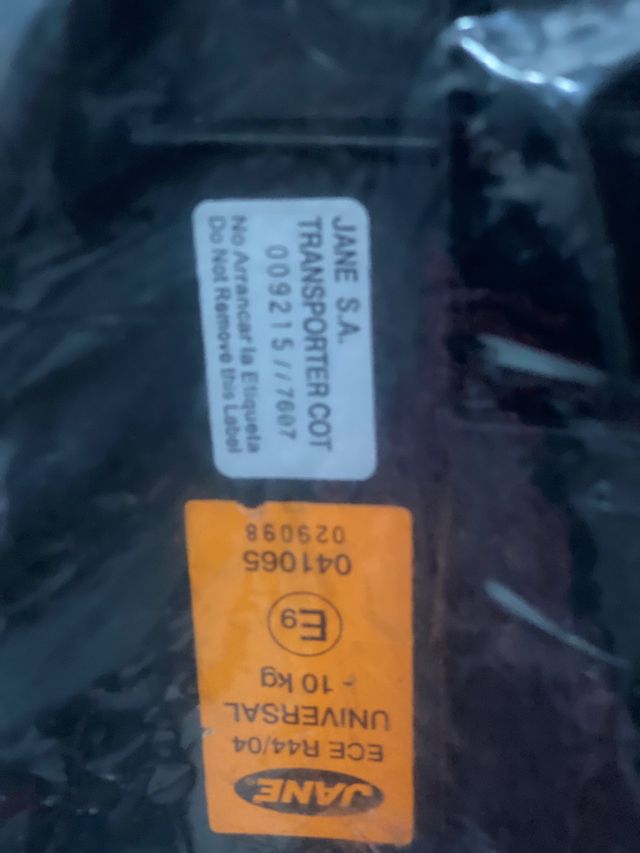 JANE S.A.
TRANSPORTER COT
009215//7607
No Arrancar la Etiqueta
Do Not Remove this Label
JANÉ
ECE R44/04
UNIVERSAL
- 10 kg
E9
041065
029098